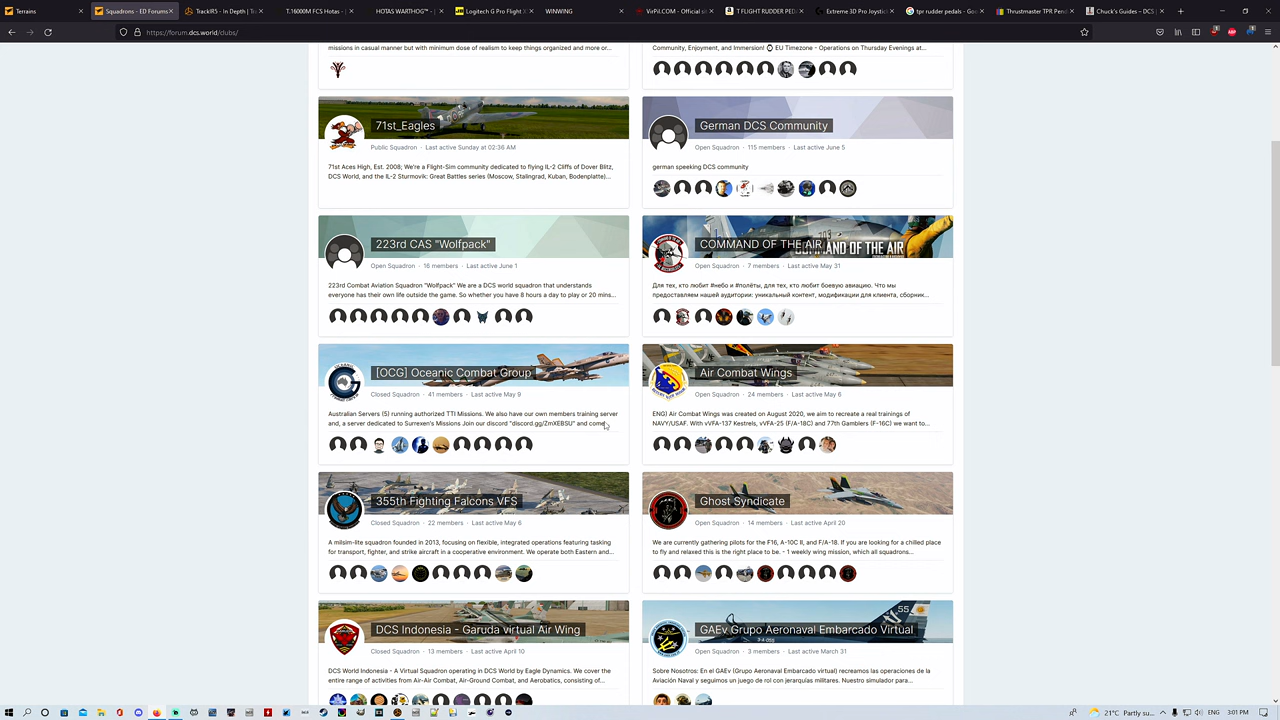 Terrains
Squadrons - ED Forums
TrackIR5 - In Depth | Tr
T.16000M FCS Hotas -
HOTAS WARTHOG™ -
Logitech G Pro Flight
WINWING
VirPil.COM - Official si
T FLIGHT RUDDER PED
Extreme 3D Pro Joystic
tpr rudder pedals - Go
Thrustmaster TPR Pen
Chuck's Guides - DCS
https://forum.dcs.world/clubs/
missions in casual manner but with minimum dose of realism to keep things organized and more or...
Community, Enjoyment, and Immersion! EU Timezone - Operations on Thursday Evenings at...
71st_Eagles
Public Squadron · Last active Sunday at 02:36 AM
71st Aces High, Est. 2008; We're a Flight-Sim community dedicated to flying IL-2 Cliffs of Dover Blitz,
DCS World, and the IL-2 Sturmovik: Great Battles series (Moscow, Stalingrad, Kuban, Bodenplatte)...
German DCS Community
Open Squadron · 115 members · Last active June 5
german speeking DCS community
223rd CAS "Wolfpack"
Open Squadron · 16 members · Last active June 1
223rd Combat Aviation Squadron "Wolfpack" We are a DCS world squadron that understands
everyone has their own life outside the game. So whether you have 8 hours a day to play or 20 mins...
COMMAND OF THE AIR
OMMAND OF THE AIR
Open Squadron · 7 members · Last active May 31
Для тех, кто любит #небо и #полёты, для тех, кто любит боевую авиацию. Что мы
предоставляем нашей аудитории: уникальный контент, модификации для клиента, сборник...
[OCG] Oceanic Combat Group
Closed Squadron · 41 members · Last active May 9
Australian Servers (5) running authorized TTI Missions. We also have our own members training server
and, a server dedicated to Surrexen's Missions Join our discord "discord.gg/ZmXEBSU" and come
Air Combat Wings
Open Squadron · 24 members · Last active May 6
ENG) Air Combat Wings was created on August 2020, we aim to recreate a real trainings of
NAVY/USAF. With vVFA-137 Kestrels, vVFA-25 (F/A-18C) and 77th Gamblers (F-16C) we want to...
355th Fighting Falcons VFS
Closed Squadron · 22 members · Last active May 6
A milsim-lite squadron founded in 2013, focusing on flexible, integrated operations featuring tasking
for transport, fighter, and strike aircraft in a cooperative environment. We operate both Eastern and...
Ghost Syndicate
Open Squadron · 14 members · Last active April 20
We are currently gathering pilots for the F16, A-10C II, and F/A-18. If you are looking for a chilled place
to fly and relaxed this is the right place to be. - 1 weekly wing mission, which all squadrons...
DCS Indonesia - Garuda virtual Air Wing
Closed Squadron · 13 members · Last active April 10
DCS World Indonesia - A Virtual Squadron operating in DCS World by Eagle Dynamics. We cover the
entire range of activities from Air-Air Combat, Air-Ground Combat, and Aerobatics, consisting of...
GAEv Grupo Aeronaval Embarcado Virtual
55
Open Squadron · 3 members · Last active March 31
Sobre Nosotros: En el GAEv (Grupo Aeronaval Embarcado virtual) recreamos las operaciones de la
Aviación Naval y seguimos un juego de rol con jerarquías militares. Nuestro simulador para...
21°C Partly su...
ENG
3:01 PM